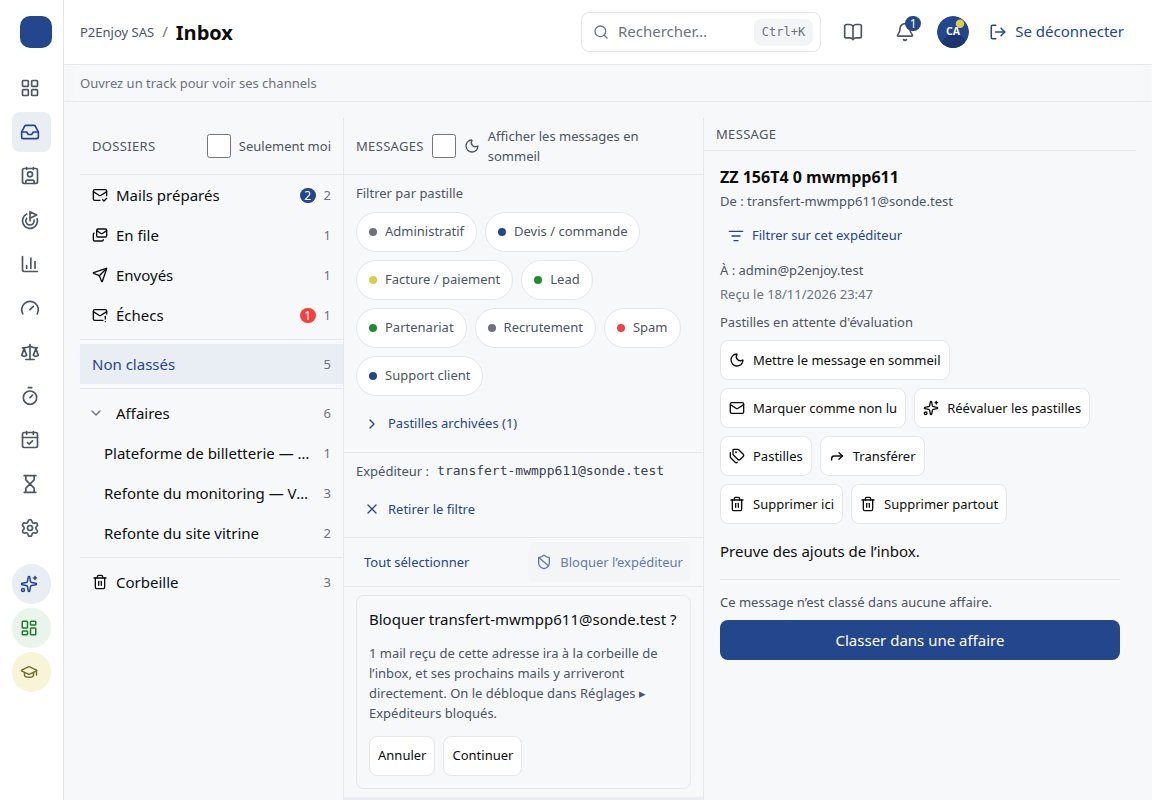 P2Enjoy SAS / Inbox
Rechercher... Ctrl+K
1
CA
Se déconnecter
Ouvrez un track pour voir ses channels
DOSSIERS
Seulement moi
Mails préparés 2 2
En file 1
Envoyés 1
Échecs 1 1
Non classés 5
Affaires 6
Plateforme de billetterie — ... 1
Refonte du monitoring — V... 3
Refonte du site vitrine 2
Corbeille 3
MESSAGES
Afficher les messages en
sommeil
Filtrer par pastille
Administratif
Devis / commande
Facture / paiement
Lead
Partenariat
Recrutement
Spam
Support client
Pastilles archivées (1)
Expéditeur : transfert-mwmpp611@sonde.test
Retirer le filtre
Tout sélectionner
Bloquer l’expéditeur
Bloquer transfert-mwmpp611@sonde.test ?
1 mail reçu de cette adresse ira à la corbeille de
l’inbox, et ses prochains mails y arriveront
directement. On le débloque dans Réglages ▸
Expéditeurs bloqués.
Annuler
Continuer
MESSAGE
ZZ 156T4 0 mwmpp611
De : transfert-mwmpp611@sonde.test
Filtrer sur cet expéditeur
À : admin@p2enjoy.test
Reçu le 18/11/2026 23:47
Pastilles en attente d'évaluation
Mettre le message en sommeil
Marquer comme non lu
Réévaluer les pastilles
Pastilles
Transférer
Supprimer ici
Supprimer partout
Preuve des ajouts de l’inbox.
Ce message n’est classé dans aucune affaire.
Classer dans une affaire